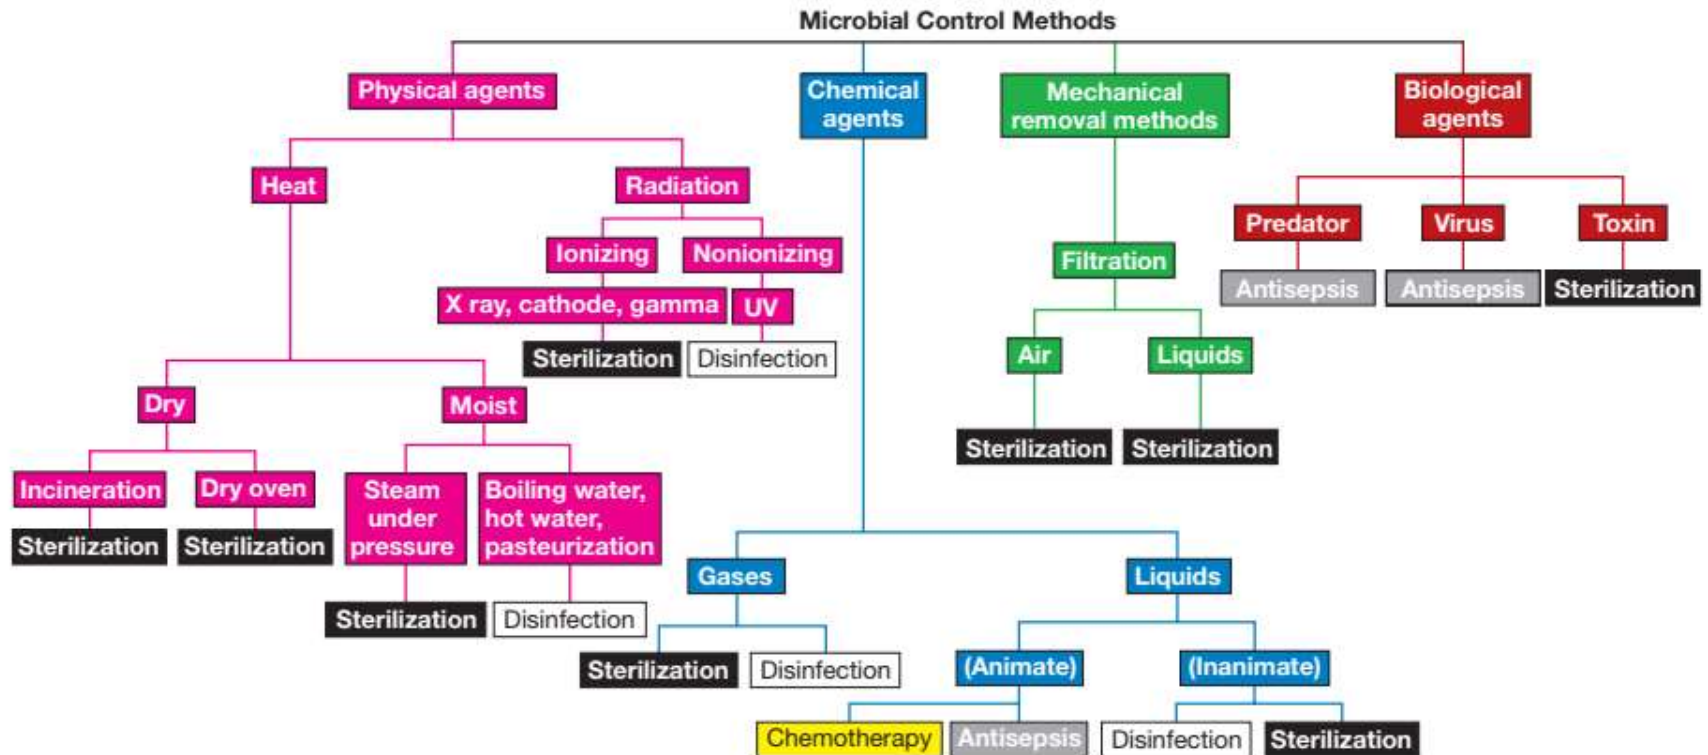 Microbial Control Methods
Physical agents
Chemical
agents
Mechanical
removal methods
Biological
agents
Heat
Radiation
Predator
Virus
Toxin
Ionizing
Nonionizing
Filtration
Antisepsis
Antisepsis
Sterilization
X ray, cathode, gamma
UV
Sterilization
Disinfection
Air
Liquids
Dry
Moist
Sterilization
Sterilization
Incineration
Dry oven
Steam
under
pressure
Boiling water,
hot water,
pasteurization
Sterilization
Sterilization
Sterilization
Disinfection
Gases
Liquids
Sterilization
Disinfection
(Animate)
(Inanimate)
Chemotherapy
Antisepsis
Disinfection
Sterilization